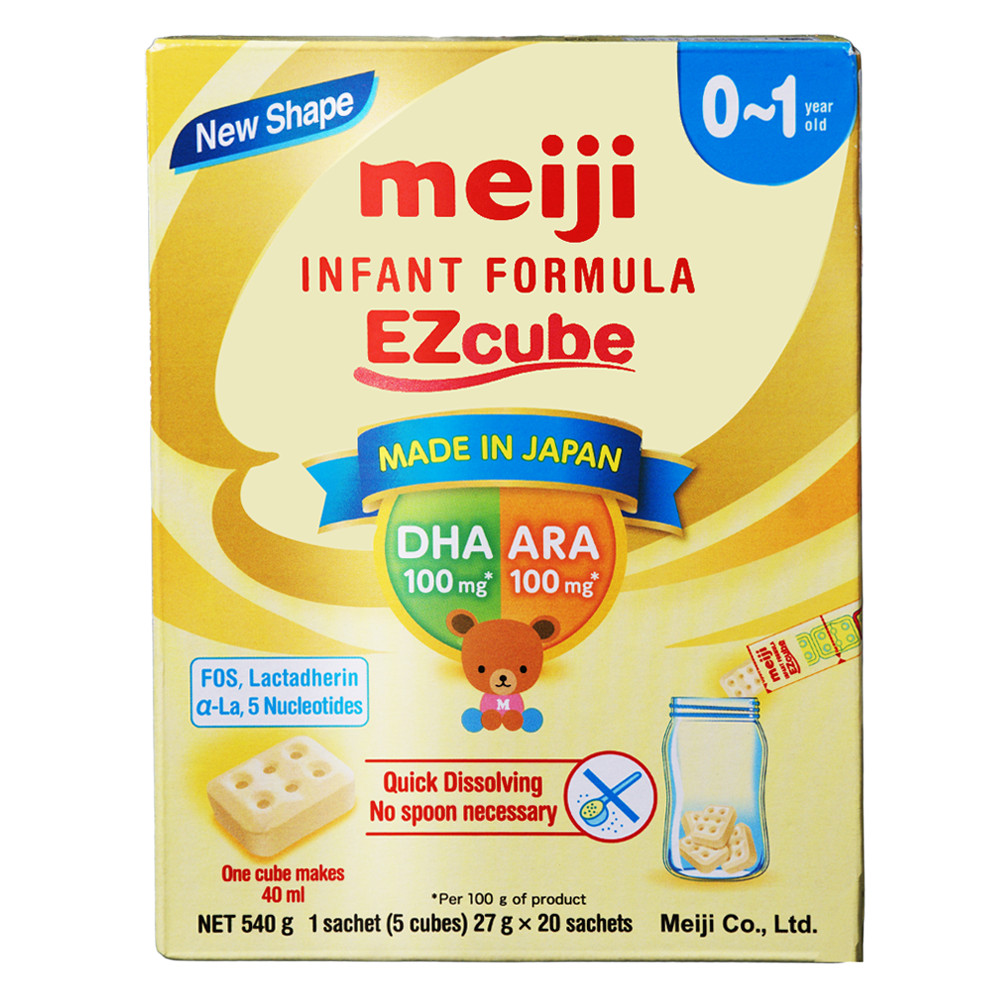 New Shape
0~1 year old
meiji
INFANT FORMULA
EZcube
MADE IN JAPAN
DHA ARA
100 mg* 100 mg*
M
FOS, Lactadherin
α-La, 5 Nucleotides
meiji
EZcube
Quick Dissolving
No spoon necessary
One cube makes
40 ml
*Per 100 g of product
NET 540 g 1 sachet (5 cubes) 27 g × 20 sachets Meiji Co., Ltd.